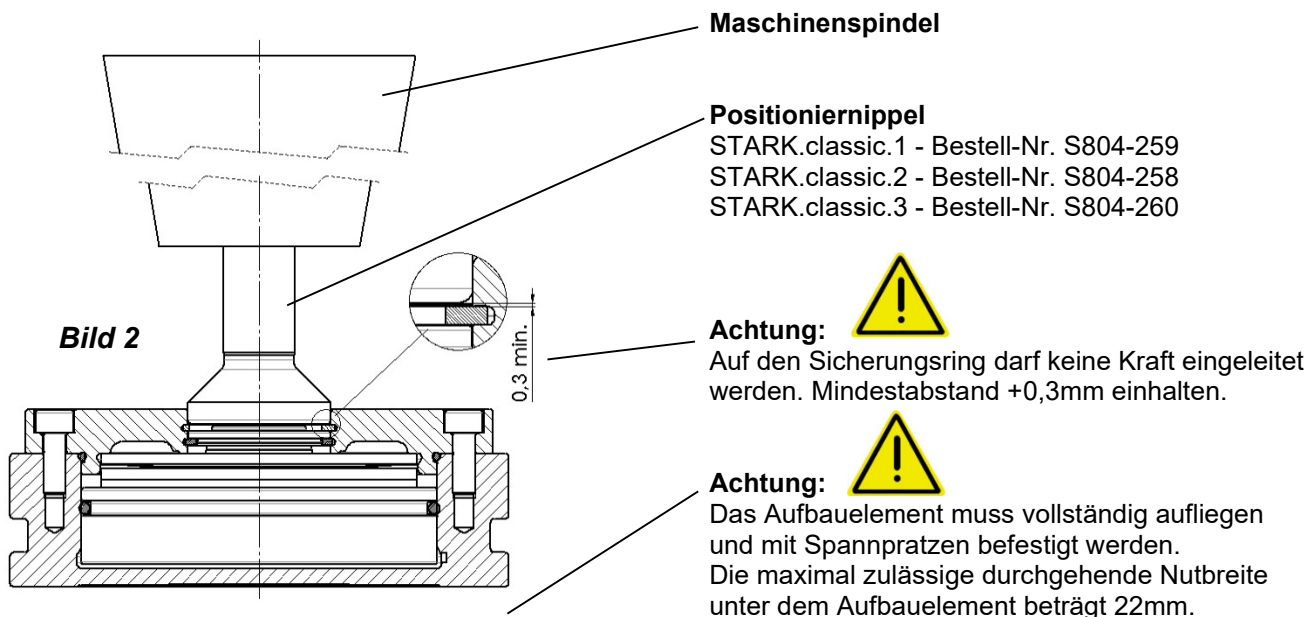 Maschinenspindel
Positioniernippel
STARK.classic.1 - Bestell-Nr. S804-259
STARK.classic.2 - Bestell-Nr. S804-258
STARK.classic.3 - Bestell-Nr. S804-260
Bild 2
0,3 min.
Achtung:
Auf den Sicherungsring darf keine Kraft eingeleitet
werden. Mindestabstand +0,3mm einhalten.
Achtung:
Das Aufbauelement muss vollständig aufliegen
und mit Spannpratzen befestigt werden.
Die maximal zulässige durchgehende Nutbreite
unter dem Aufbauelement beträgt 22mm.